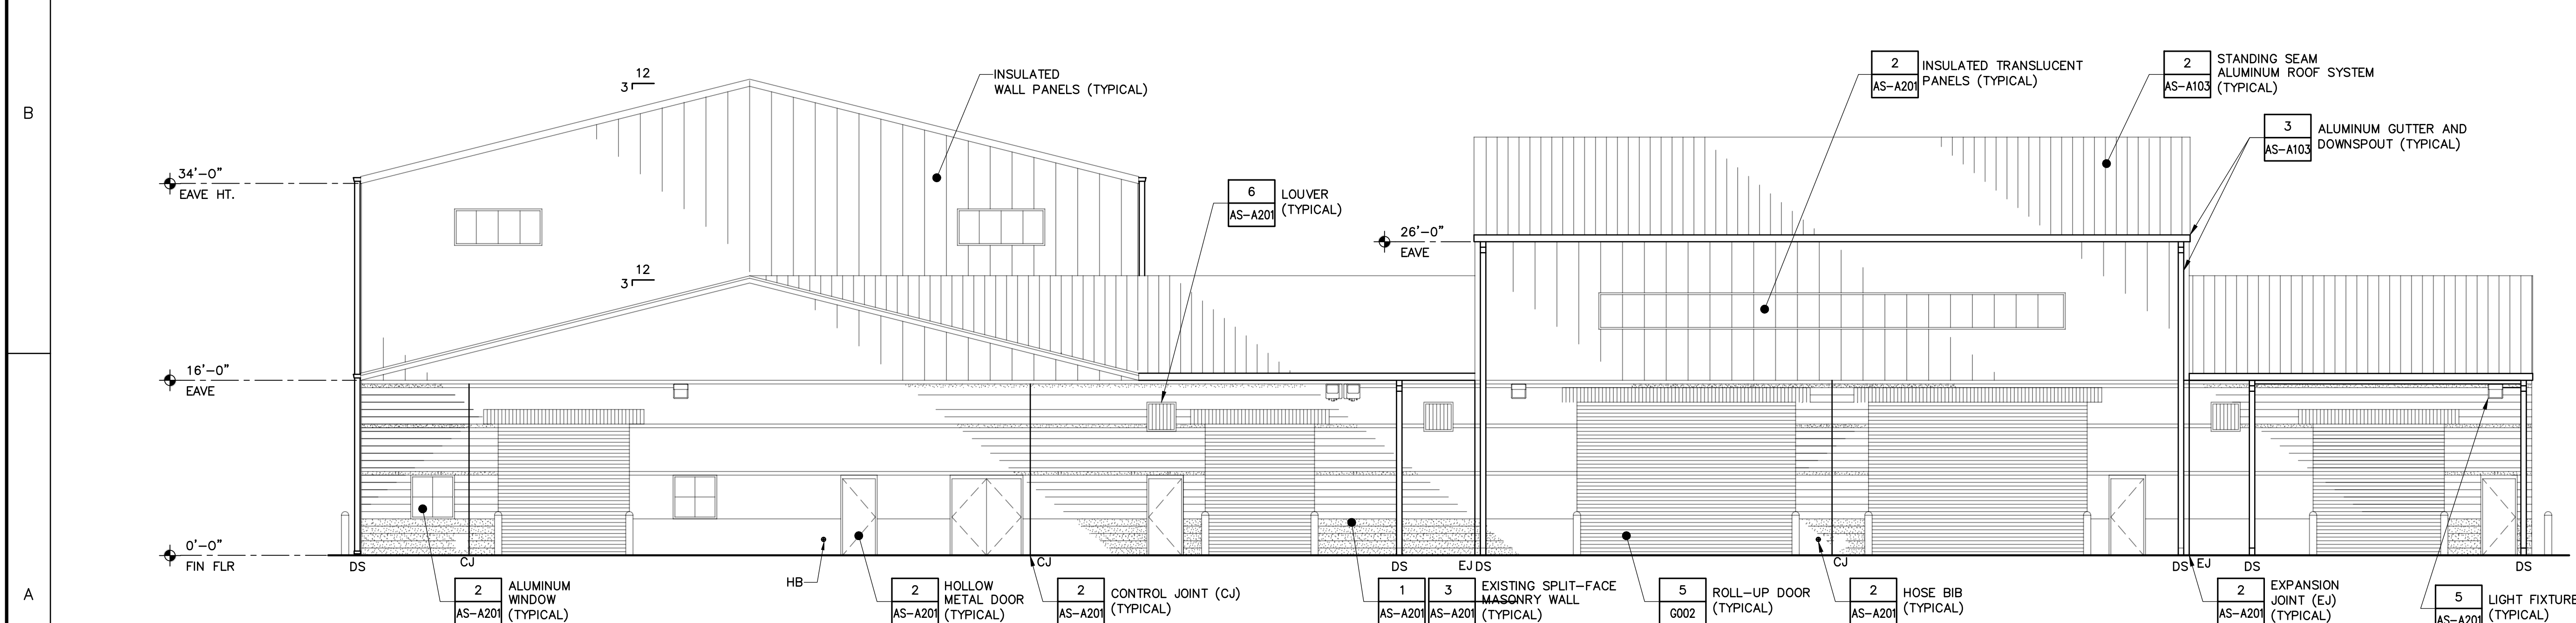 B
12
3
INSULATED
WALL PANELS (TYPICAL)
2
AS-A201
INSULATED TRANSLUCENT
PANELS (TYPICAL)
2
AS-A103
STANDING SEAM
ALUMINUM ROOF SYSTEM
(TYPICAL)
3
AS-A103
ALUMINUM GUTTER AND
DOWNSPOUT (TYPICAL)
34'-0"
EAVE HT.
6
AS-A201
LOUVER
(TYPICAL)
26'-0"
EAVE
12
3
16'-0"
EAVE
0'-0"
FIN FLR
DS
CJ
HB
CJ
DS
EJ
DS
CJ
DS
EJ
DS
DS
A
2
AS-A201
ALUMINUM
WINDOW
(TYPICAL)
2
AS-A201
HOLLOW
METAL DOOR
(TYPICAL)
2
AS-A201
CONTROL JOINT (CJ)
(TYPICAL)
1
AS-A201
3
AS-A201
EXISTING SPLIT-FACE
MASONRY WALL
(TYPICAL)
5
G002
ROLL-UP DOOR
(TYPICAL)
2
AS-A201
HOSE BIB
(TYPICAL)
2
AS-A201
EXPANSION
JOINT (EJ)
(TYPICAL)
5
AS-A201
LIGHT FIXTURE
(TYPICAL)